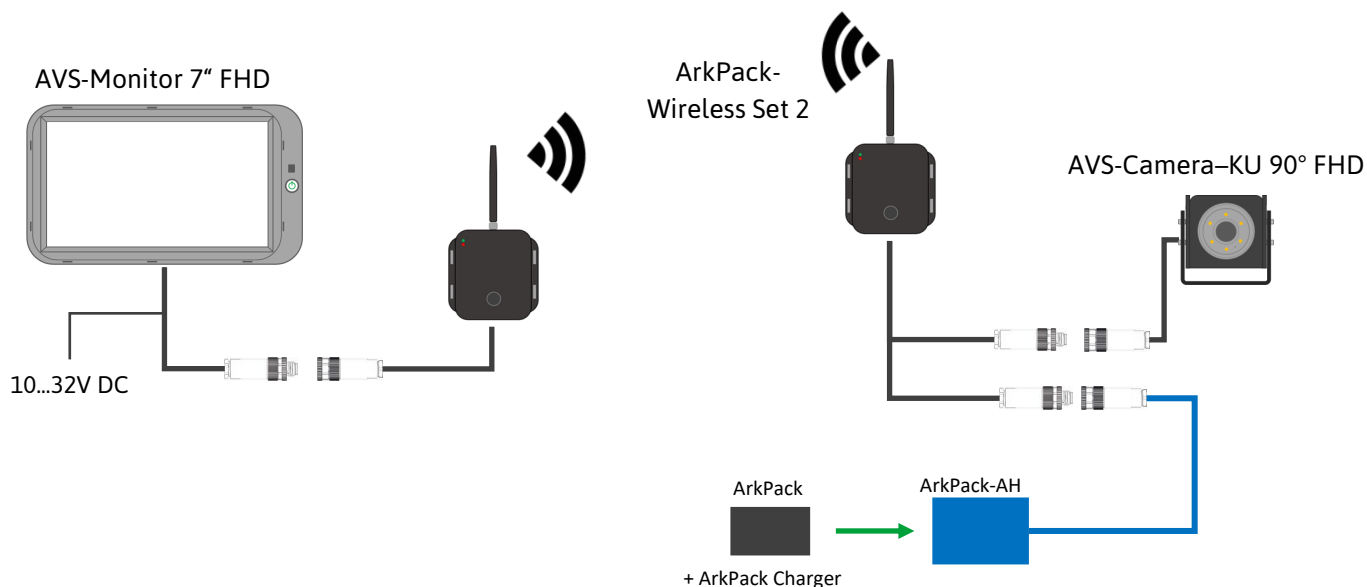 AVS-Monitor 7“ FHD
10...32V DC
ArkPack-
Wireless Set 2
AVS-Camera–KU 90° FHD
ArkPack
+ ArkPack Charger
ArkPack-AH